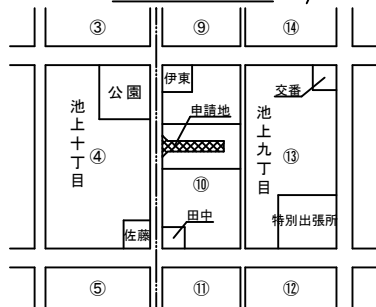 ③
⑨
⑭
公園
伊東
交番
申請地
池上十丁目
池上九丁目
④
⑬
⑩
田中
佐藤
特別出張所
⑤
⑪
⑫